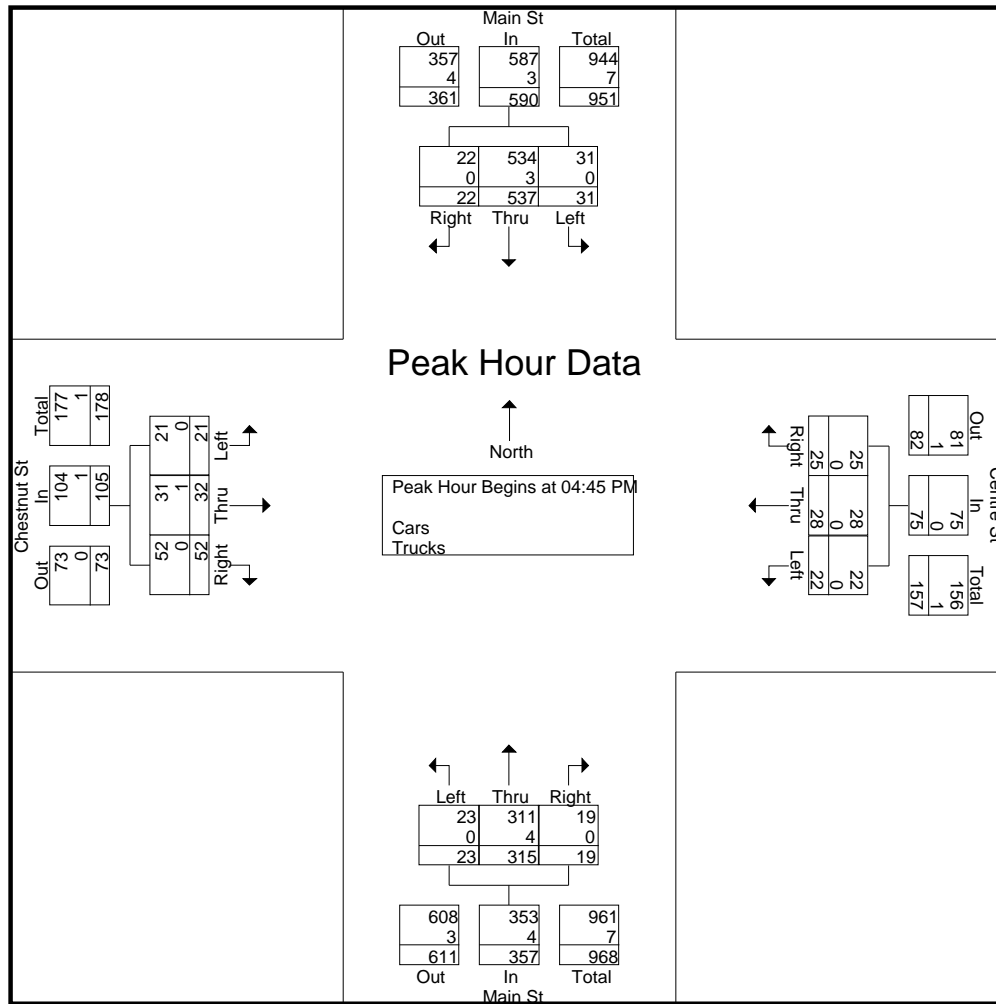 Main St
Out In Total
357 587 944
4 3 7
361 590 951
22 534 31
0 3 0
22 537 31
Right Thru Left
Peak Hour Data
North
Peak Hour Begins at 04:45 PM
Cars
Trucks
Chestnut St
Out In Total
73 104 177
0 1 1
73 105 178
Right Thru Left
52 31 21
0 1 0
52 32 21
Centre St
Out In Total
81 75 156
1 0 1
82 75 157
Right Thru Left
25 28 22
0 0 0
25 28 22
Left Thru Right
23 311 19
0 4 0
23 315 19
608 353 961
3 4 7
611 357 968
Out In Total
Main St